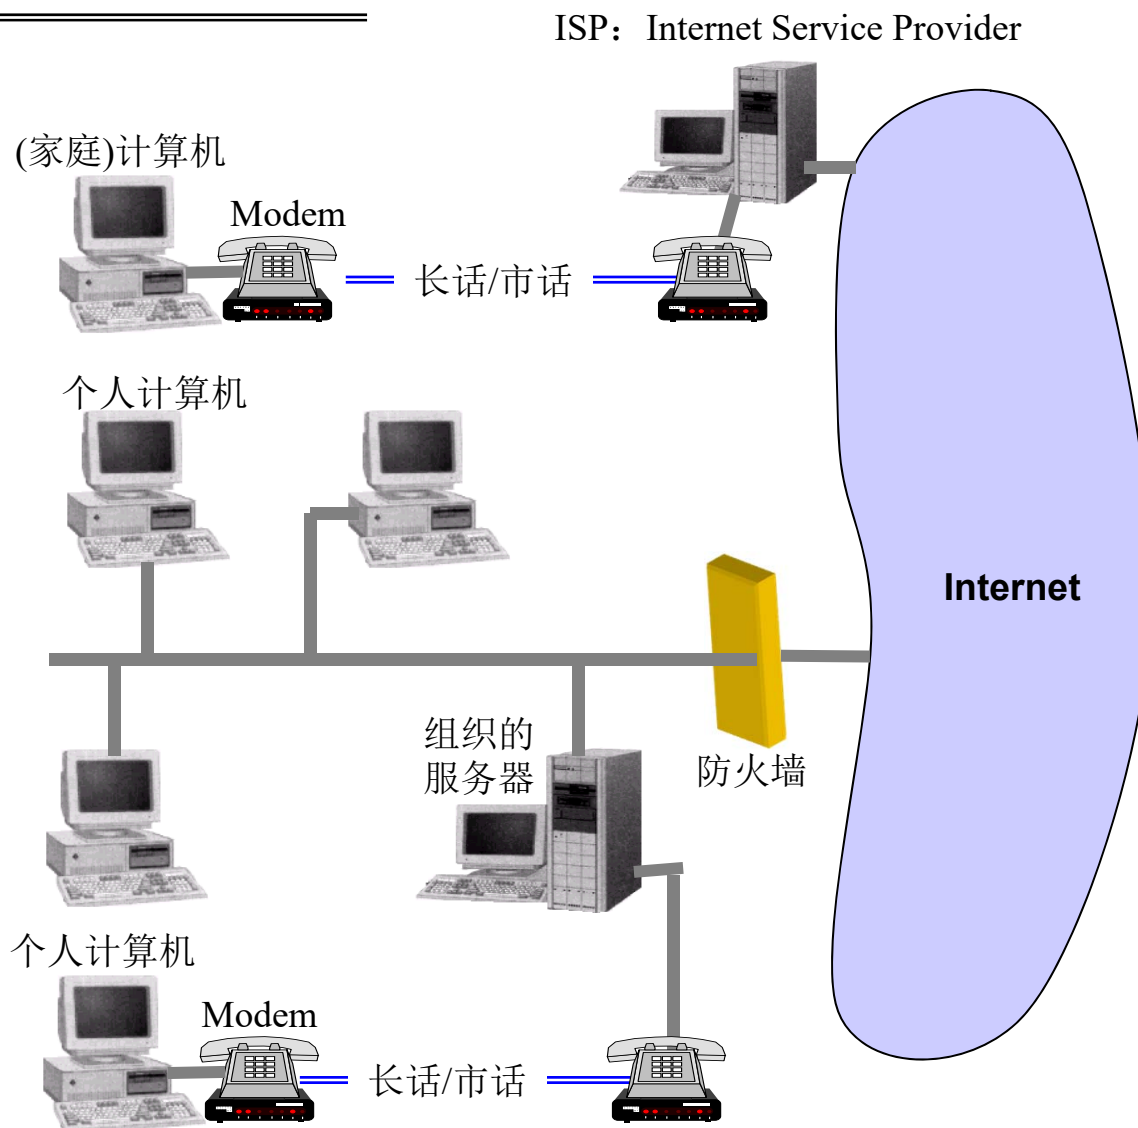 ISP：Internet Service Provider
(家庭)计算机
Modem
长话/市话
个人计算机
Internet
组织的
服务器
防火墙
个人计算机
Modem
长话/市话